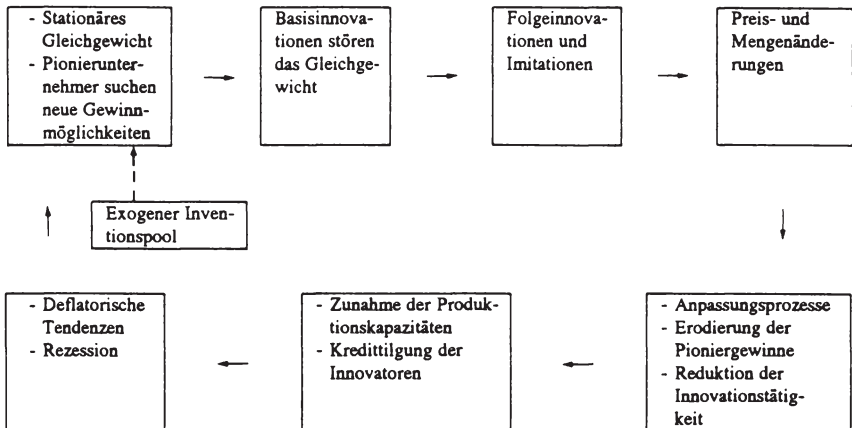 - Stationäres
Gleichgewicht
- Pionierunter-
nehmer suchen
neue Gewinn-
möglichkeiten
Basisinnova-
tionen stören
das Gleichge-
wicht
Folgeinnova-
tionen und
Imitationen
Preis- und
Mengenände-
rungen
Exogener Inven-
tionspool
- Deflatorische
Tendenzen
- Rezession
- Zunahme der Produk-
tionskapazitäten
- Kredittilgung der
Innovatoren
- Anpassungsprozesse
- Erodierung der
Pioniergewinne
- Reduktion der
Innovationstätig-
keit